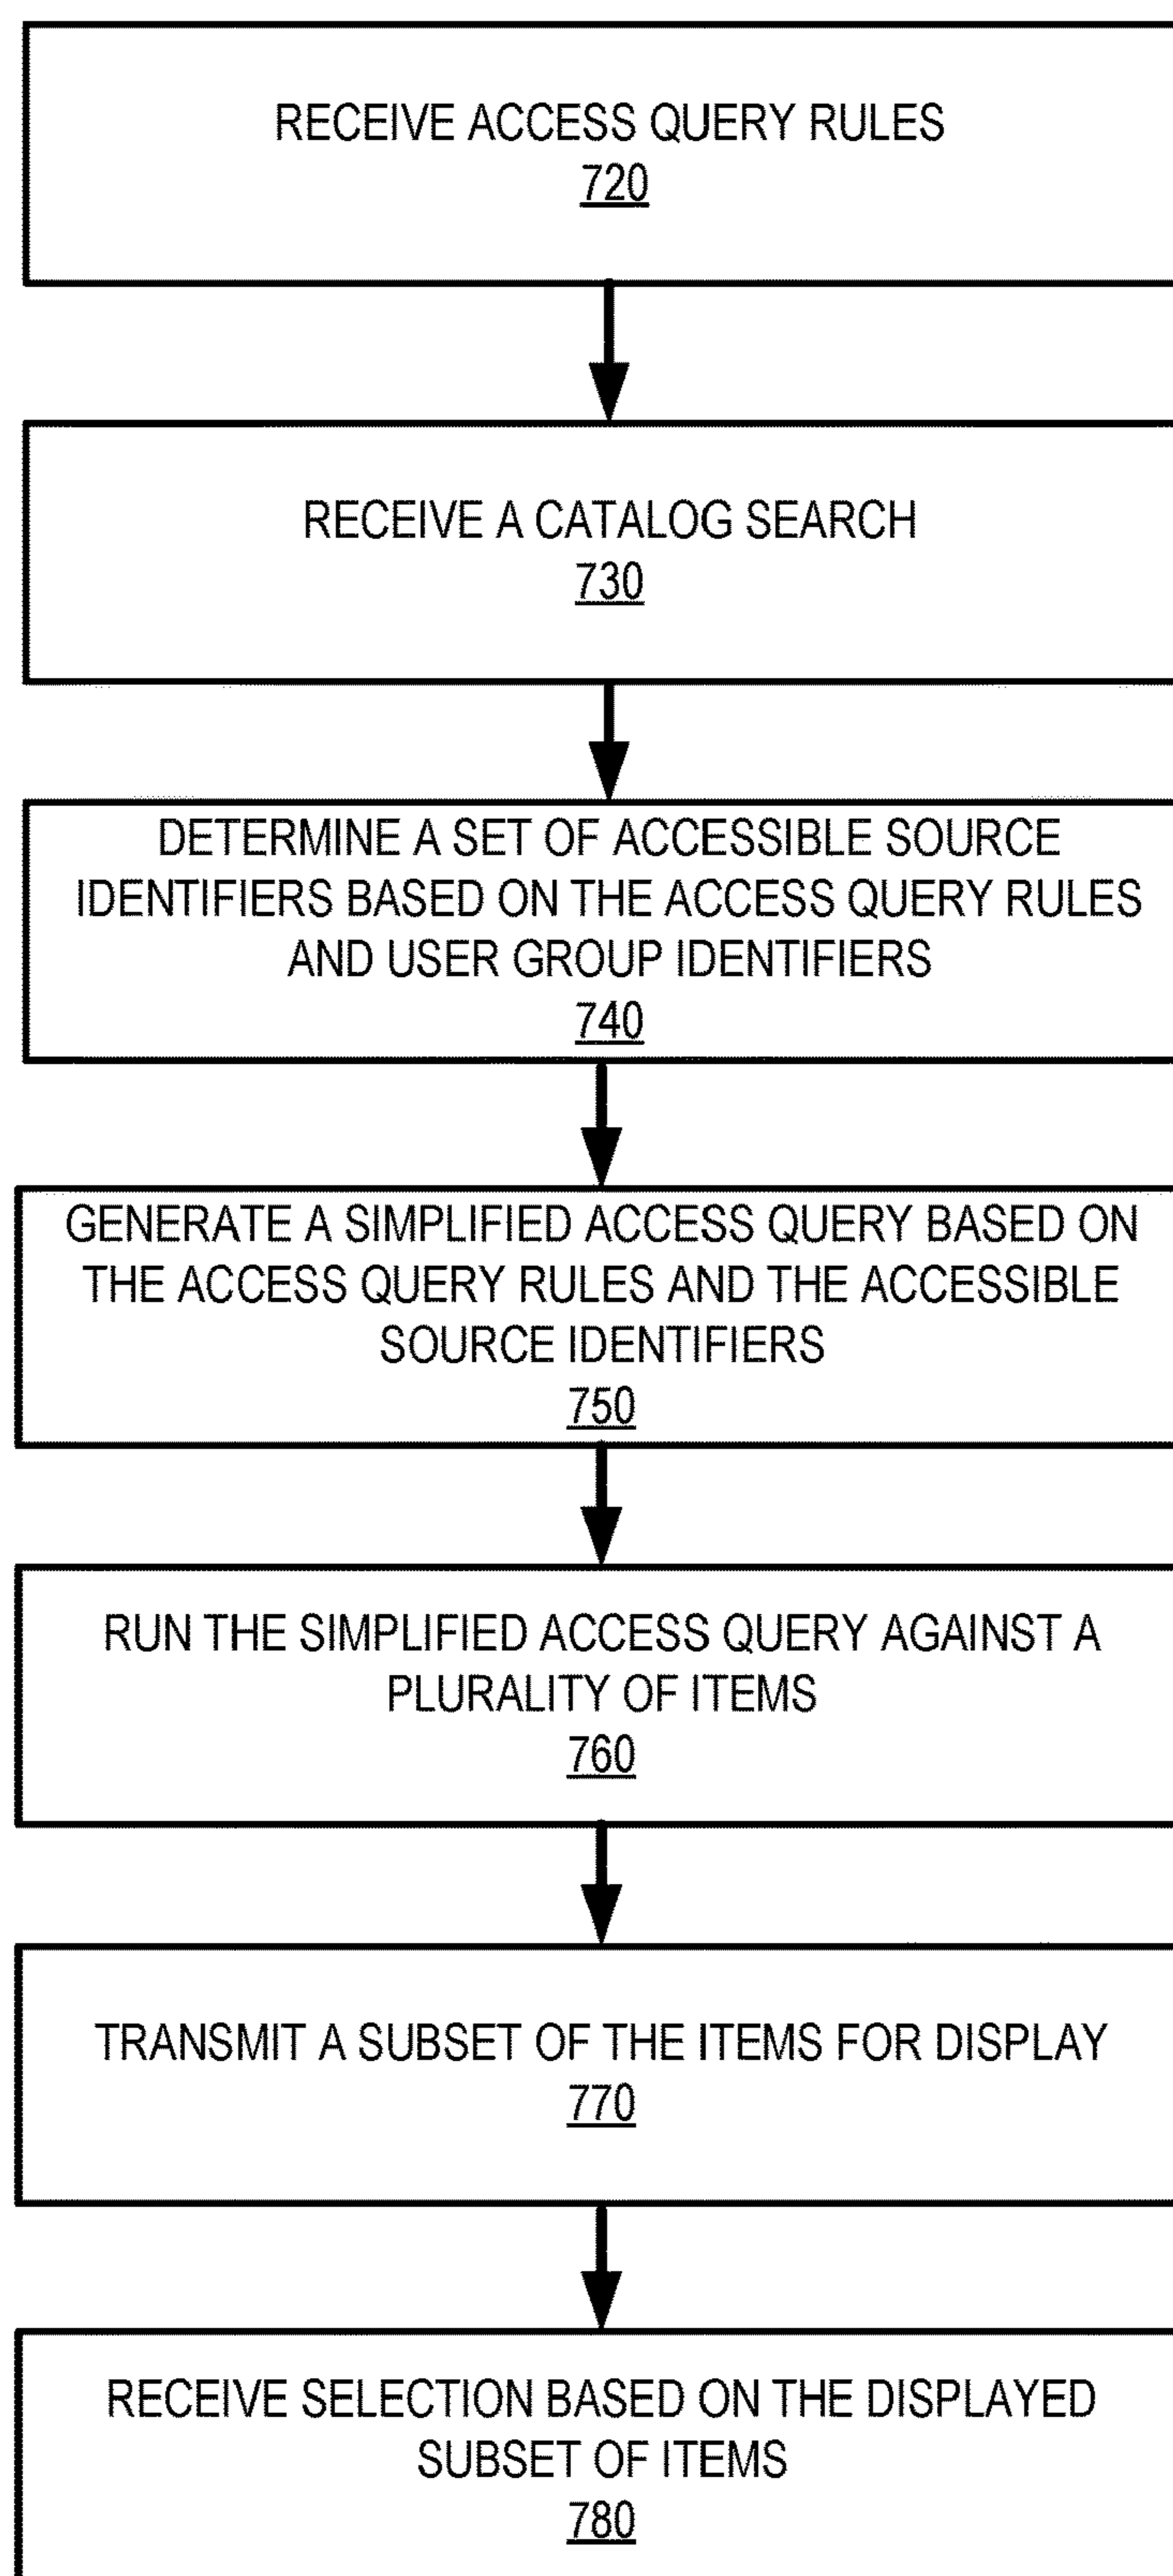 RECEIVE ACCESS QUERY RULES
720
RECEIVE A CATALOG SEARCH
730
DETERMINE A SET OF ACCESSIBLE SOURCE
IDENTIFIERS BASED ON THE ACCESS QUERY RULES
AND USER GROUP IDENTIFIERS
740
GENERATE A SIMPLIFIED ACCESS QUERY BASED ON
THE ACCESS QUERY RULES AND THE ACCESSIBLE
SOURCE IDENTIFIERS
750
RUN THE SIMPLIFIED ACCESS QUERY AGAINST A
PLURALITY OF ITEMS
760
TRANSMIT A SUBSET OF THE ITEMS FOR DISPLAY
770
RECEIVE SELECTION BASED ON THE DISPLAYED
SUBSET OF ITEMS
780